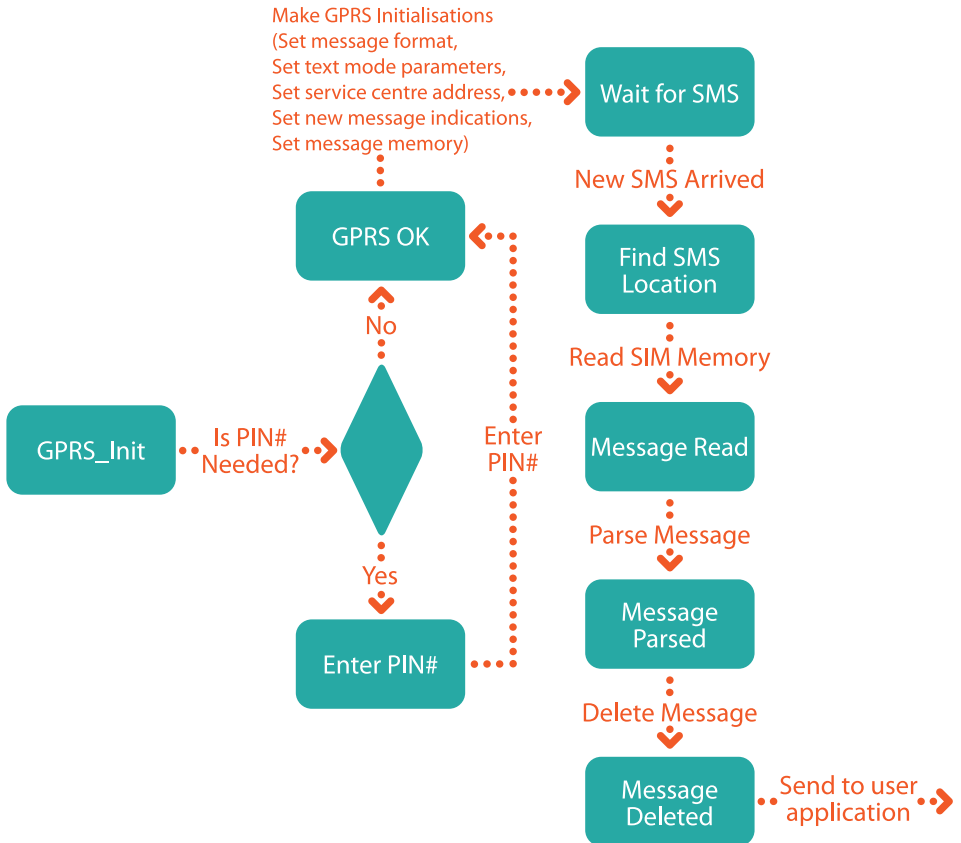 Make GPRS Initialisations
(Set message format,
Set text mode parameters,
Set service centre address,
Set new message indications,
Set message memory)
Wait for SMS
New SMS Arrived
GPRS OK
Find SMS
Location
No
Read SIM Memory
GPRS_Init
Is PIN#
Needed?
Enter
PIN#
Message Read
Parse Message
Yes
Message
Parsed
Enter PIN#
Delete Message
Message
Deleted
Send to user
application